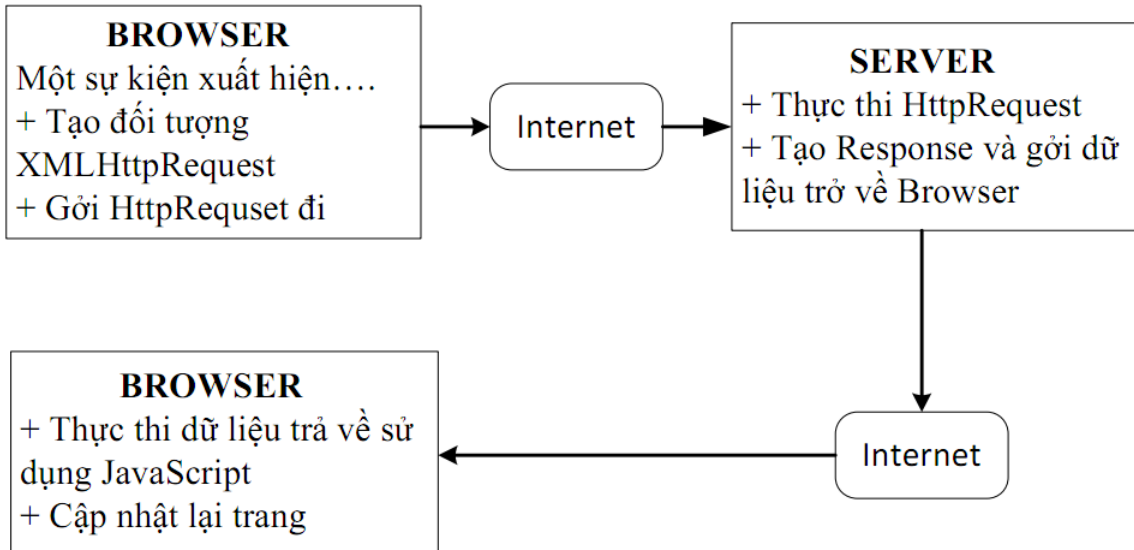 BROWSER
Một sự kiện xuất hiện….
+ Tạo đối tượng
XMLHttpRequest
+ Gởi HttpRequset đi
Internet
SERVER
+ Thực thi HttpRequest
+ Tạo Response và gởi dữ
liệu trở về Browser
Internet
BROWSER
+ Thực thi dữ liệu trả về sử
dụng JavaScript
+ Cập nhật lại trang